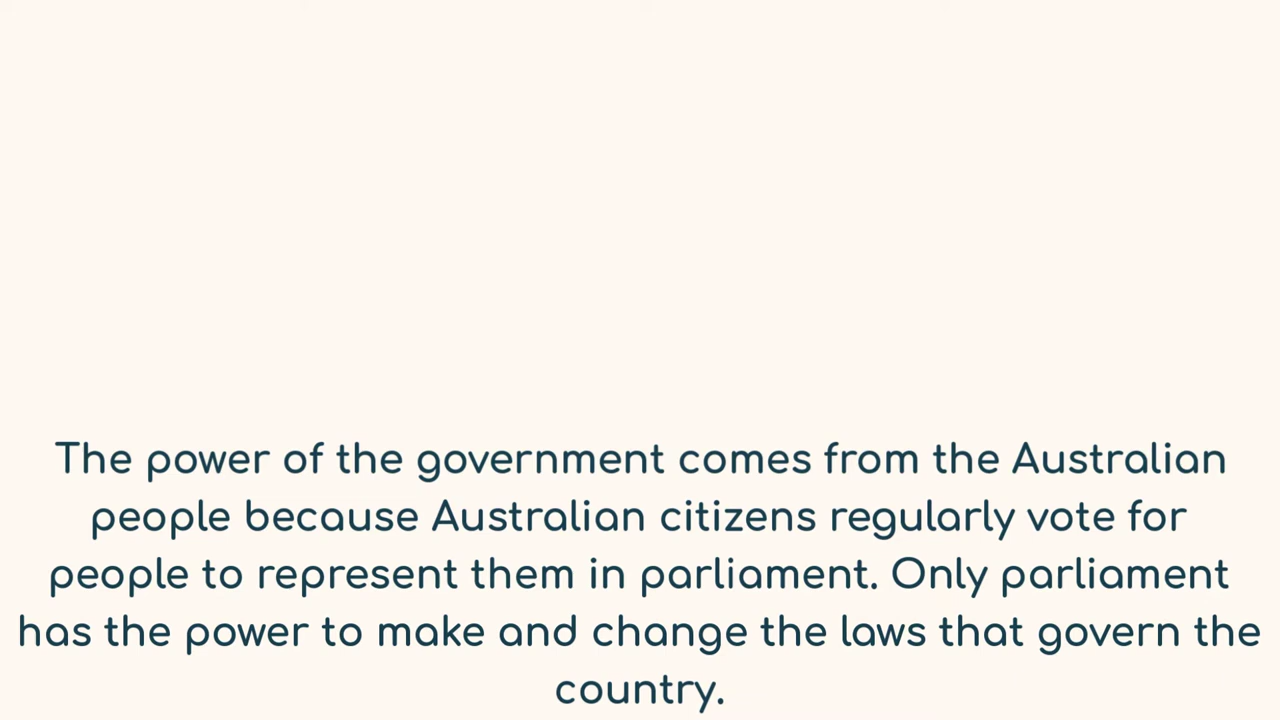 The power of the government comes from the Australian
people because Australian citizens regularly vote for
people to represent them in parliament. Only parliament
has the power to make and change the laws that govern the
country.